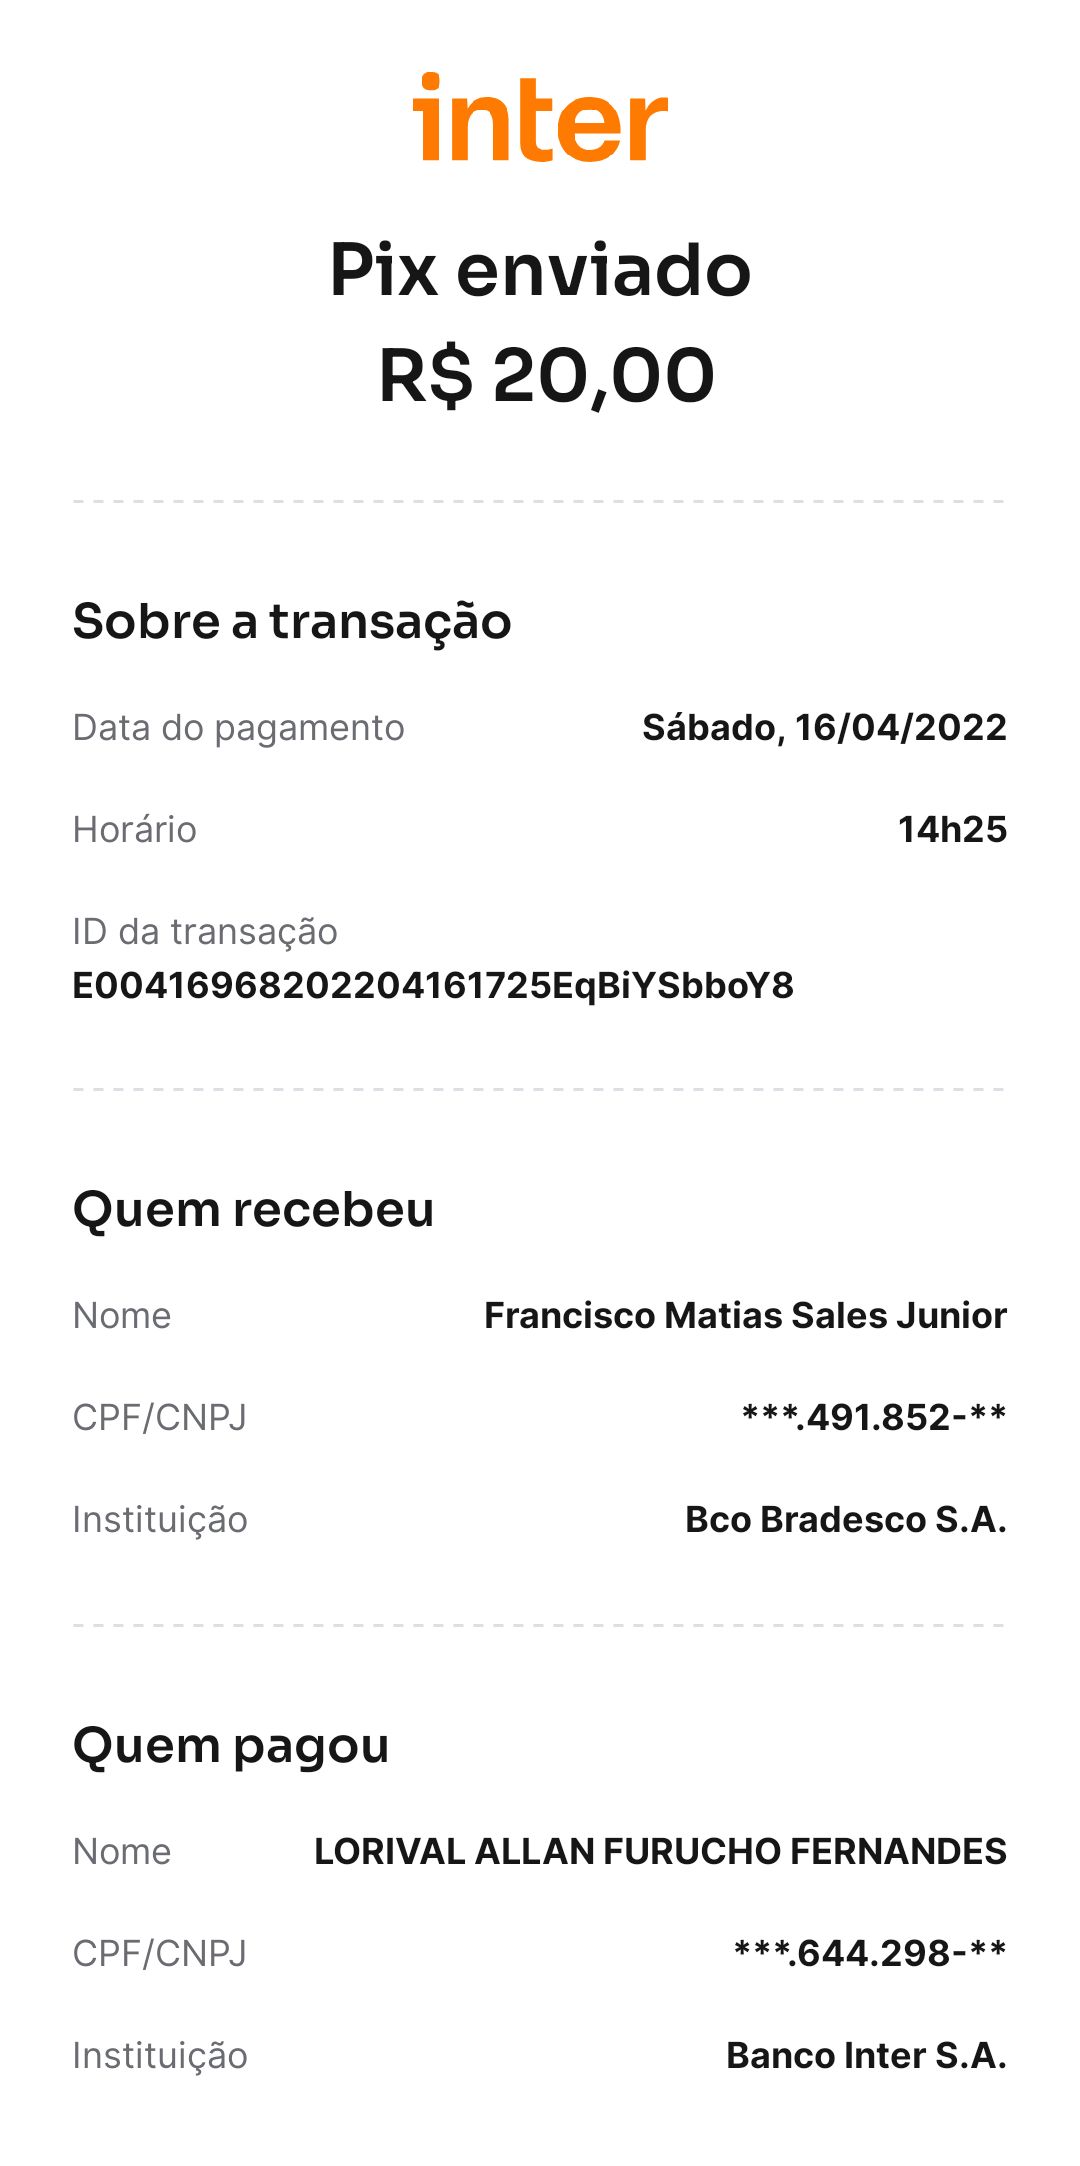 inter
Pix enviado
R$ 20,00
Sobre a transação
Data do pagamento Sábado, 16/04/2022
Horário 14h25
ID da transação
E00416968202204161725EqBiYSbboY8
Quem recebeu
Nome Francisco Matias Sales Junior
CPF/CNPJ ***.491.852-**
Instituição Bco Bradesco S.A.
Quem pagou
Nome LORIVAL ALLAN FURUCHO FERNANDES
CPF/CNPJ ***.644.298-**
Instituição Banco Inter S.A.